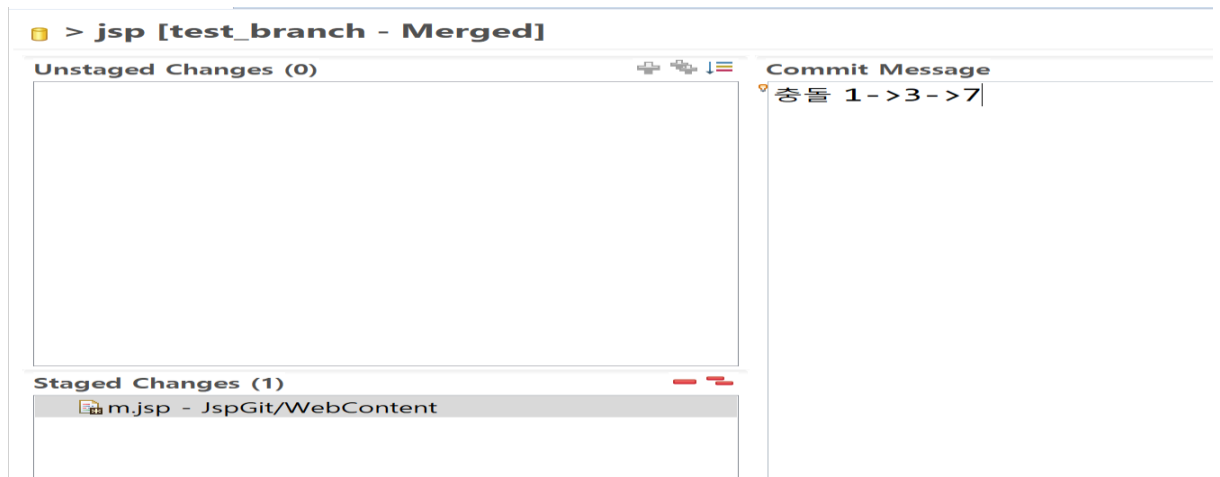 > jsp [test_branch - Merged]
Unstaged Changes (0)
Commit Message
충돌 1->3->7
Staged Changes (1)
m.jsp - JspGit/WebContent